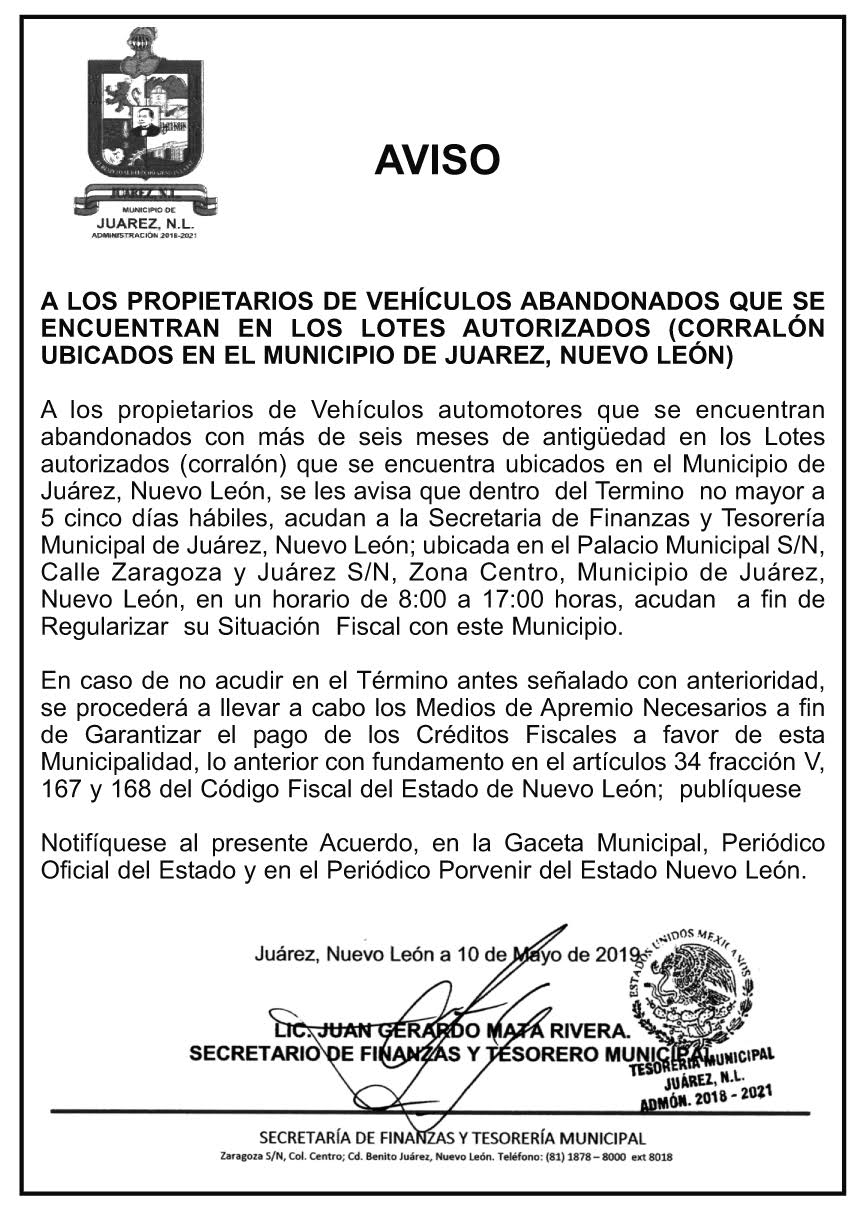 AVISO
JUAREZ, N.L.
MUNICIPIO DE
JUAREZ, N.L.
ADMINISTRACIÓN 2018-2021
A LOS PROPIETARIOS DE VEHÍCULOS ABANDONADOS QUE SE
ENCUENTRAN EN LOS LOTES AUTORIZADOS (CORRALÓN
UBICADOS EN EL MUNICIPIO DE JUAREZ, NUEVO LEÓN)
A los propietarios de Vehículos automotores que se encuentran
abandonados con más de seis meses de antigüedad en los Lotes
autorizados (corralón) que se encuentra ubicados en el Municipio de
Juárez, Nuevo León, se les avisa que dentro del Termino no mayor a
5 cinco días hábiles, acudan a la Secretaria de Finanzas y Tesorería
Municipal de Juárez, Nuevo León; ubicada en el Palacio Municipal S/N,
Calle Zaragoza y Juárez S/N, Zona Centro, Municipio de Juárez,
Nuevo León, en un horario de 8:00 a 17:00 horas, acudan a fin de
Regularizar su Situación Fiscal con este Municipio.
En caso de no acudir en el Término antes señalado con anterioridad,
se procederá a llevar a cabo los Medios de Apremio Necesarios a fin
de Garantizar el pago de los Créditos Fiscales a favor de esta
Municipalidad, lo anterior con fundamento en el artículos 34 fracción V,
167 y 168 del Código Fiscal del Estado de Nuevo León; publíquese
Notifíquese al presente Acuerdo, en la Gaceta Municipal, Periódico
Oficial del Estado y en el Periódico Porvenir del Estado Nuevo León.
Juárez, Nuevo León a 10 de Mayo de 2019
LIC. JUAN GERARDO MATA RIVERA.
SECRETARIO DE FINANZAS Y TESORERO MUNICIPAL
ESTADOS UNIDOS MEXICANOS
TESORERIA MUNICIPAL
JUÁREZ, N.L.
ADMÓN. 2018 - 2021
SECRETARÍA DE FINANZAS Y TESORERÍA MUNICIPAL
Zaragoza S/N, Col. Centro; Cd. Benito Juárez, Nuevo León. Teléfono: (81) 1878 – 8000 ext 8018